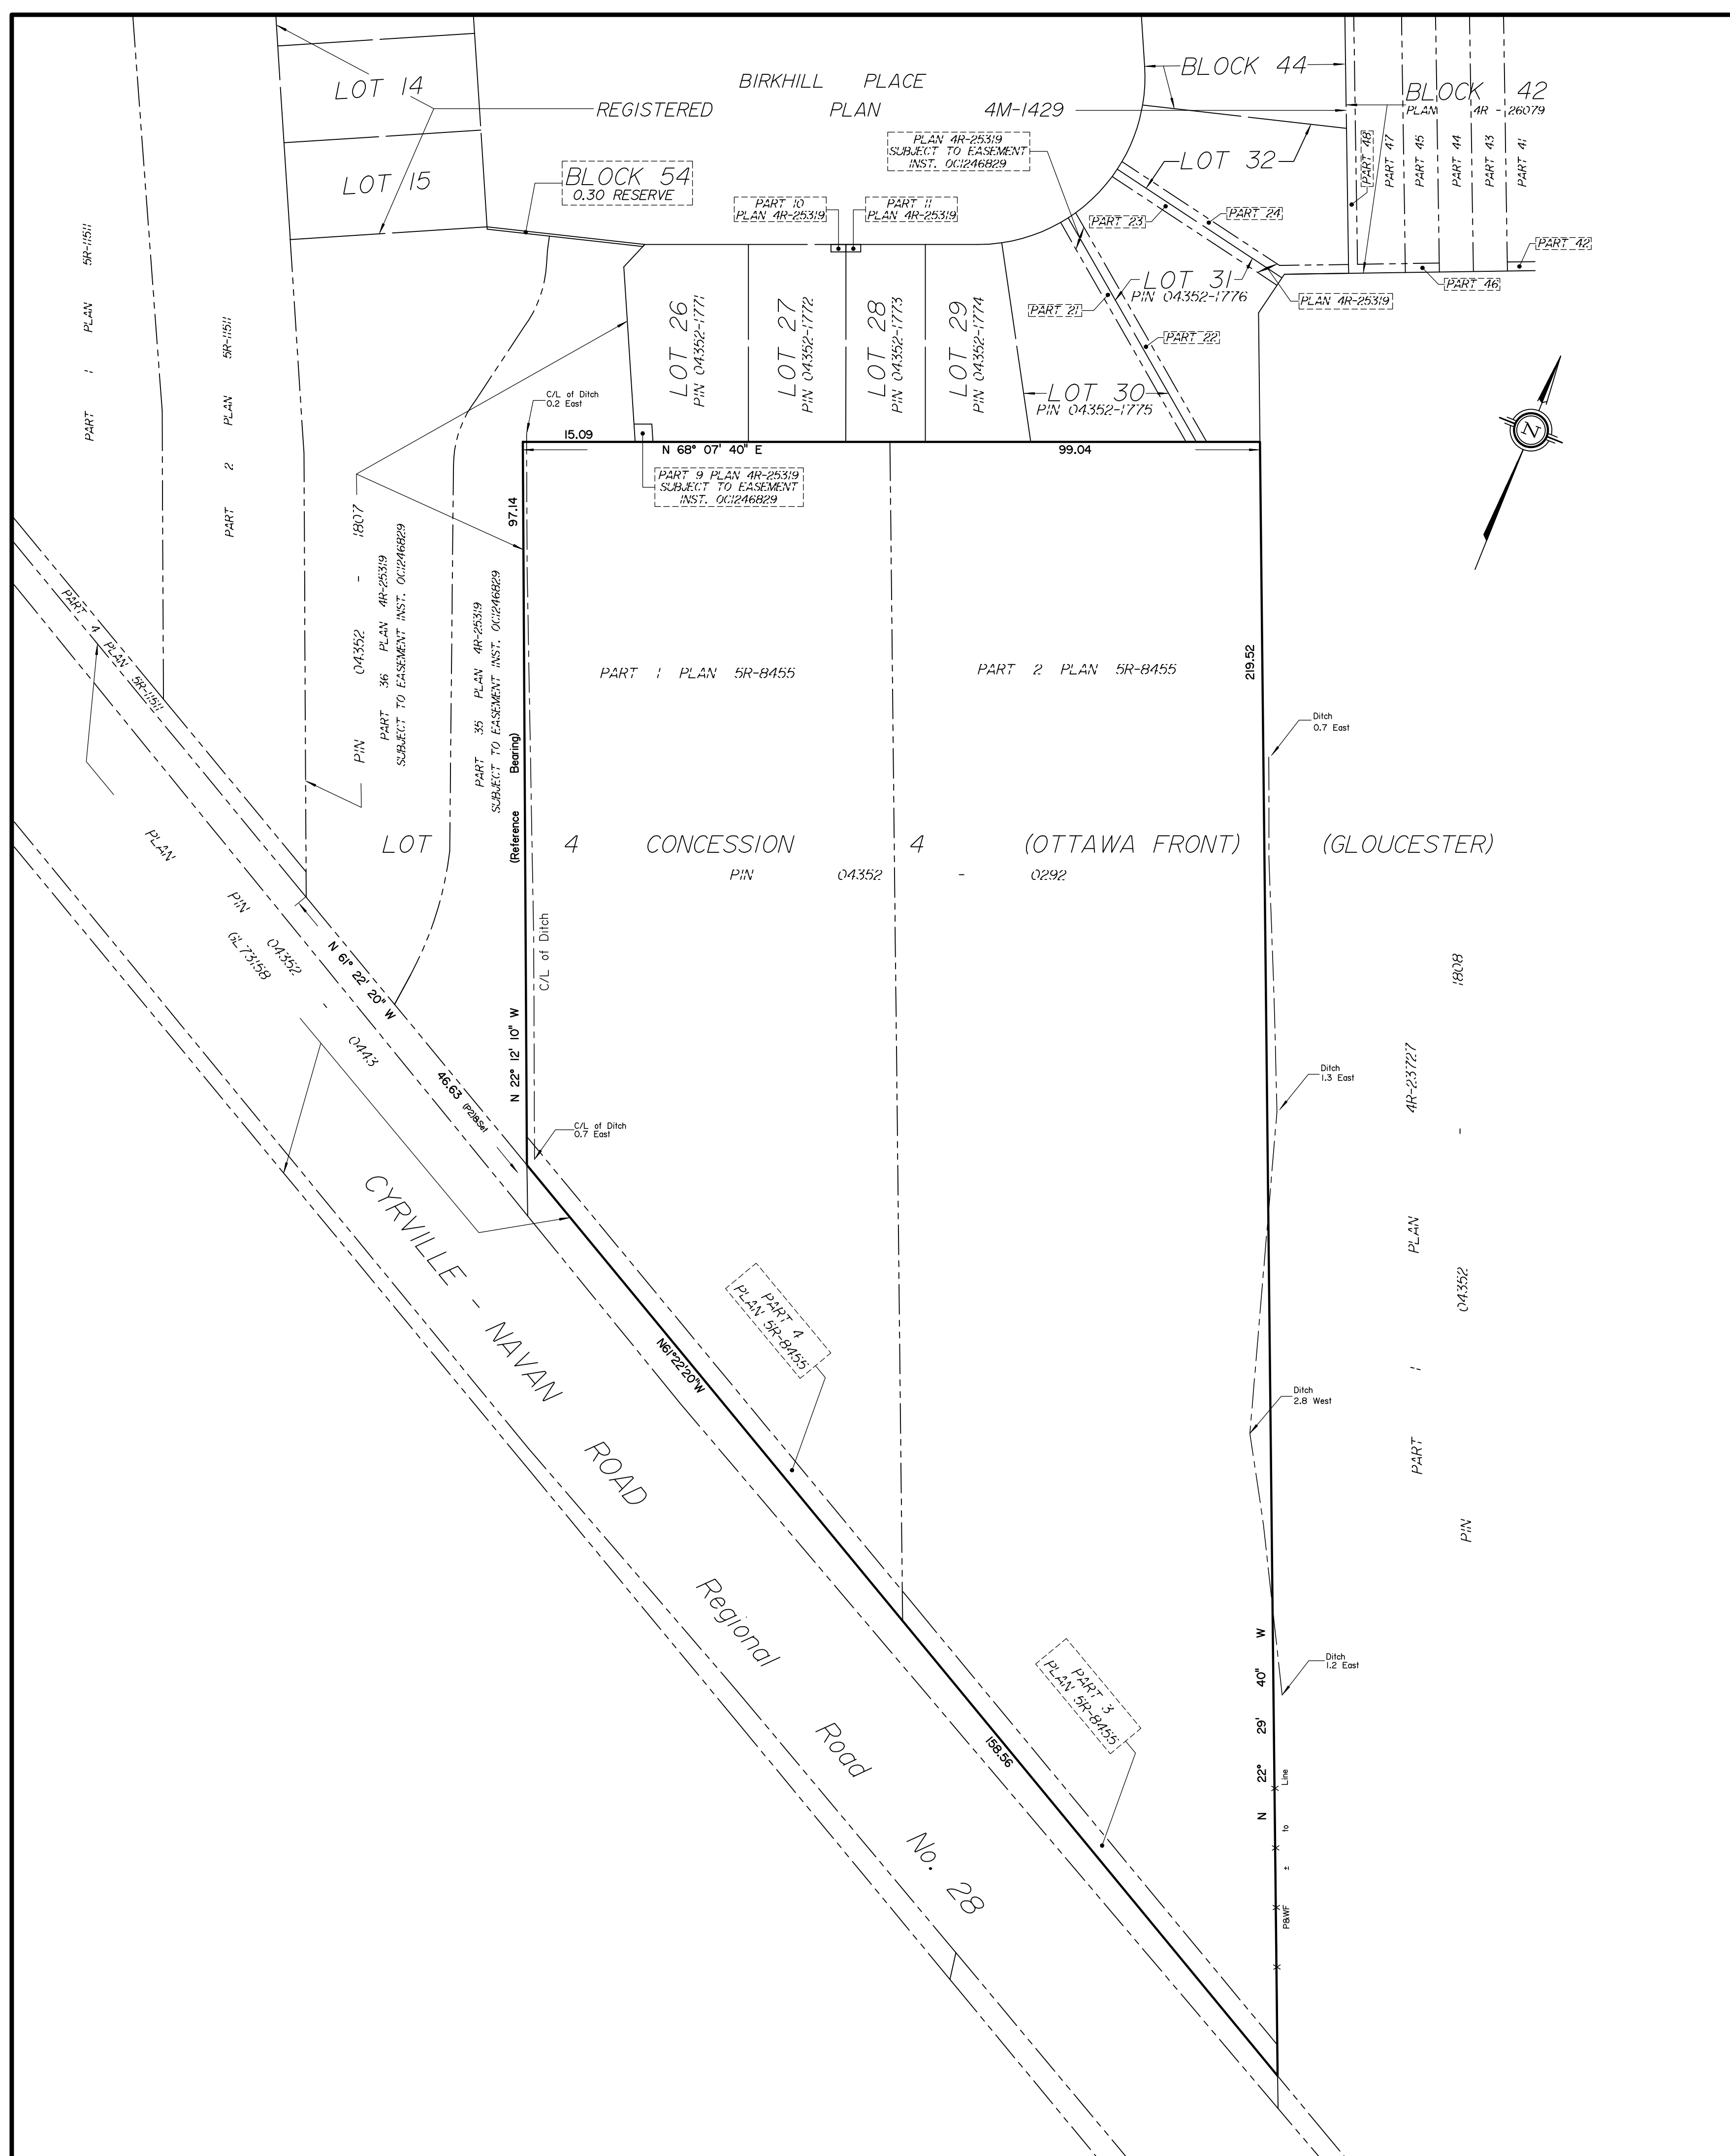 BIRKHILL PLACE
REGISTERED PLAN 4M-1429
LOT 14
LOT 15
BLOCK 54
0.30 RESERVE
BLOCK 44
BLOCK 42
PLAN 4R - 26079
PLAN 4R-25319
SUBJECT TO EASEMENT
INST. OC1246829
LOT 32
PART 48
PART 47
PART 45
PART 44
PART 43
PART 41
PART 10
PLAN 4R-25319
PART 11
PLAN 4R-25319
PART 23
PART 24
PART 42
PART 46
PLAN 4R-25319
LOT 31
PIN 04352-1776
PART 21
PART 22
LOT 26
PIN 04352-1771
LOT 27
PIN 04352-1772
LOT 28
PIN 04352-1773
LOT 29
PIN 04352-1774
LOT 30
PIN 04352-1775
PART 1 PLAN 5R-11511
PART 2 PLAN 5R-11511
C/L of Ditch
0.2 East
15.09
N 68° 07' 40" E
99.04
N
PART 9 PLAN 4R-25319
SUBJECT TO EASEMENT
INST. OC1246829
97.14
PIN 04352 - 1807
PART 36 PLAN 4R-25319
SUBJECT TO EASEMENT INST. OC1246829
PART 35 PLAN 4R-25319
SUBJECT TO EASEMENT INST. OC1246829
N 22° 12' 10" W (Reference Bearing)
PART 4 PLAN 5R-11511
PART 1 PLAN 5R-8455
PART 2 PLAN 5R-8455
219.52
Ditch
0.7 East
LOT 4 CONCESSION 4 (OTTAWA FRONT) (GLOUCESTER)
PIN 04352 - 0292
PLAN GL73158
PIN 04352 - 0443
N 61° 22' 20" W
46.63 (P2)&Set
C/L of Ditch
C/L of Ditch
0.7 East
Ditch
1.3 East
PART 1 PLAN 4R-23727
PIN 04352 - 1808
CYRVILLE - NAVAN ROAD
Regional Road No. 28
PART 4
PLAN 5R-8455
N61°22'20"W
Ditch
2.8 West
PART 3
PLAN 5R-8455
158.56
Ditch
1.2 East
N 22° 29' 40" W
P&WF ± to Line